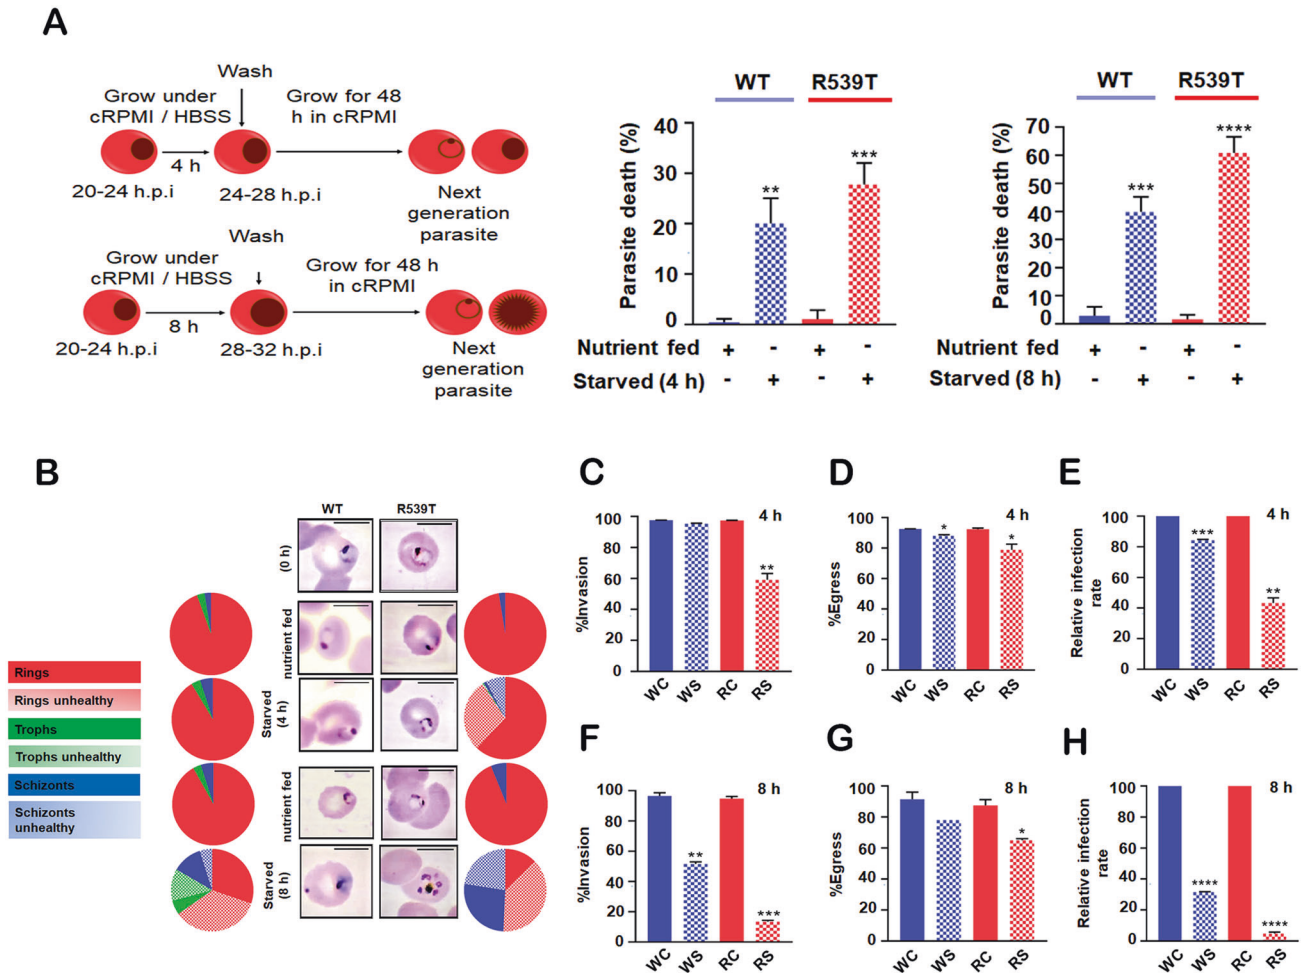 A
Wash
Grow under
cRPMI / HBSS
Grow for 48
h in cRPMI
4 h
20-24 h.p.i
24-28 h.p.i
Next
generation
parasite
Wash
Grow under
cRPMI / HBSS
Grow for 48 h
in cRPMI
8 h
20-24 h.p.i
28-32 h.p.i
Next
generation
parasite
WT
R539T
Parasite death (%)
40
30
20
10
0
**
***
Nutrient fed + - + -
Starved (4 h) - + - +
WT
R539T
Parasite death (%)
70
60
50
40
30
20
10
0
***
****
Nutrient fed + - + -
Starved (8 h) - + - +
B
WT
R539T
(0 h)
nutrient fed
Starved
(4 h)
nutrient fed
Starved
(8 h)
Rings
Rings unhealthy
Trophs
Trophs unhealthy
Schizonts
Schizonts
unhealthy
C
4 h
%Invasion
100
80
60
40
20
0
**
WC WS RC RS
D
4 h
%Egress
100
80
60
40
20
0
*
*
WC WS RC RS
E
4 h
Relative infection
rate
100
80
60
40
20
0
***
**
WC WS RC RS
F
8 h
%Invasion
100
80
60
40
20
0
**
***
WC WS RC RS
G
8 h
%Egress
100
80
60
40
20
0
*
WC WS RC RS
H
8 h
Relative infection
rate
100
80
60
40
20
0
****
****
WC WS RC RS